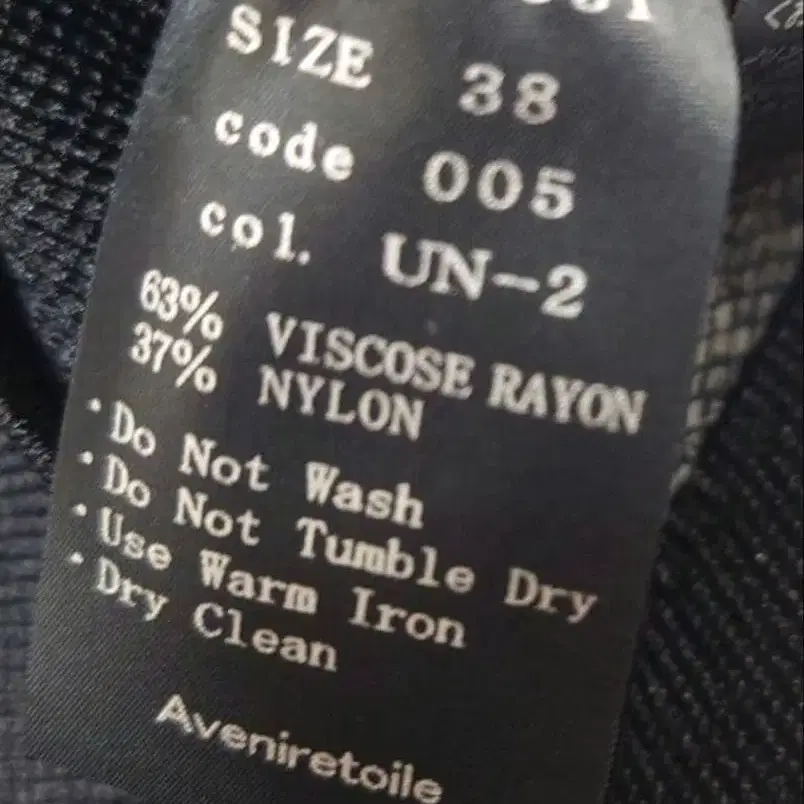 SIZE 38
code 005
col. UN-2
63% VISCOSE RAYON
37% NYLON
·Do Not Wash
·Do Not Tumble Dry
·Use Warm Iron
·Dry Clean
Aveniretoile